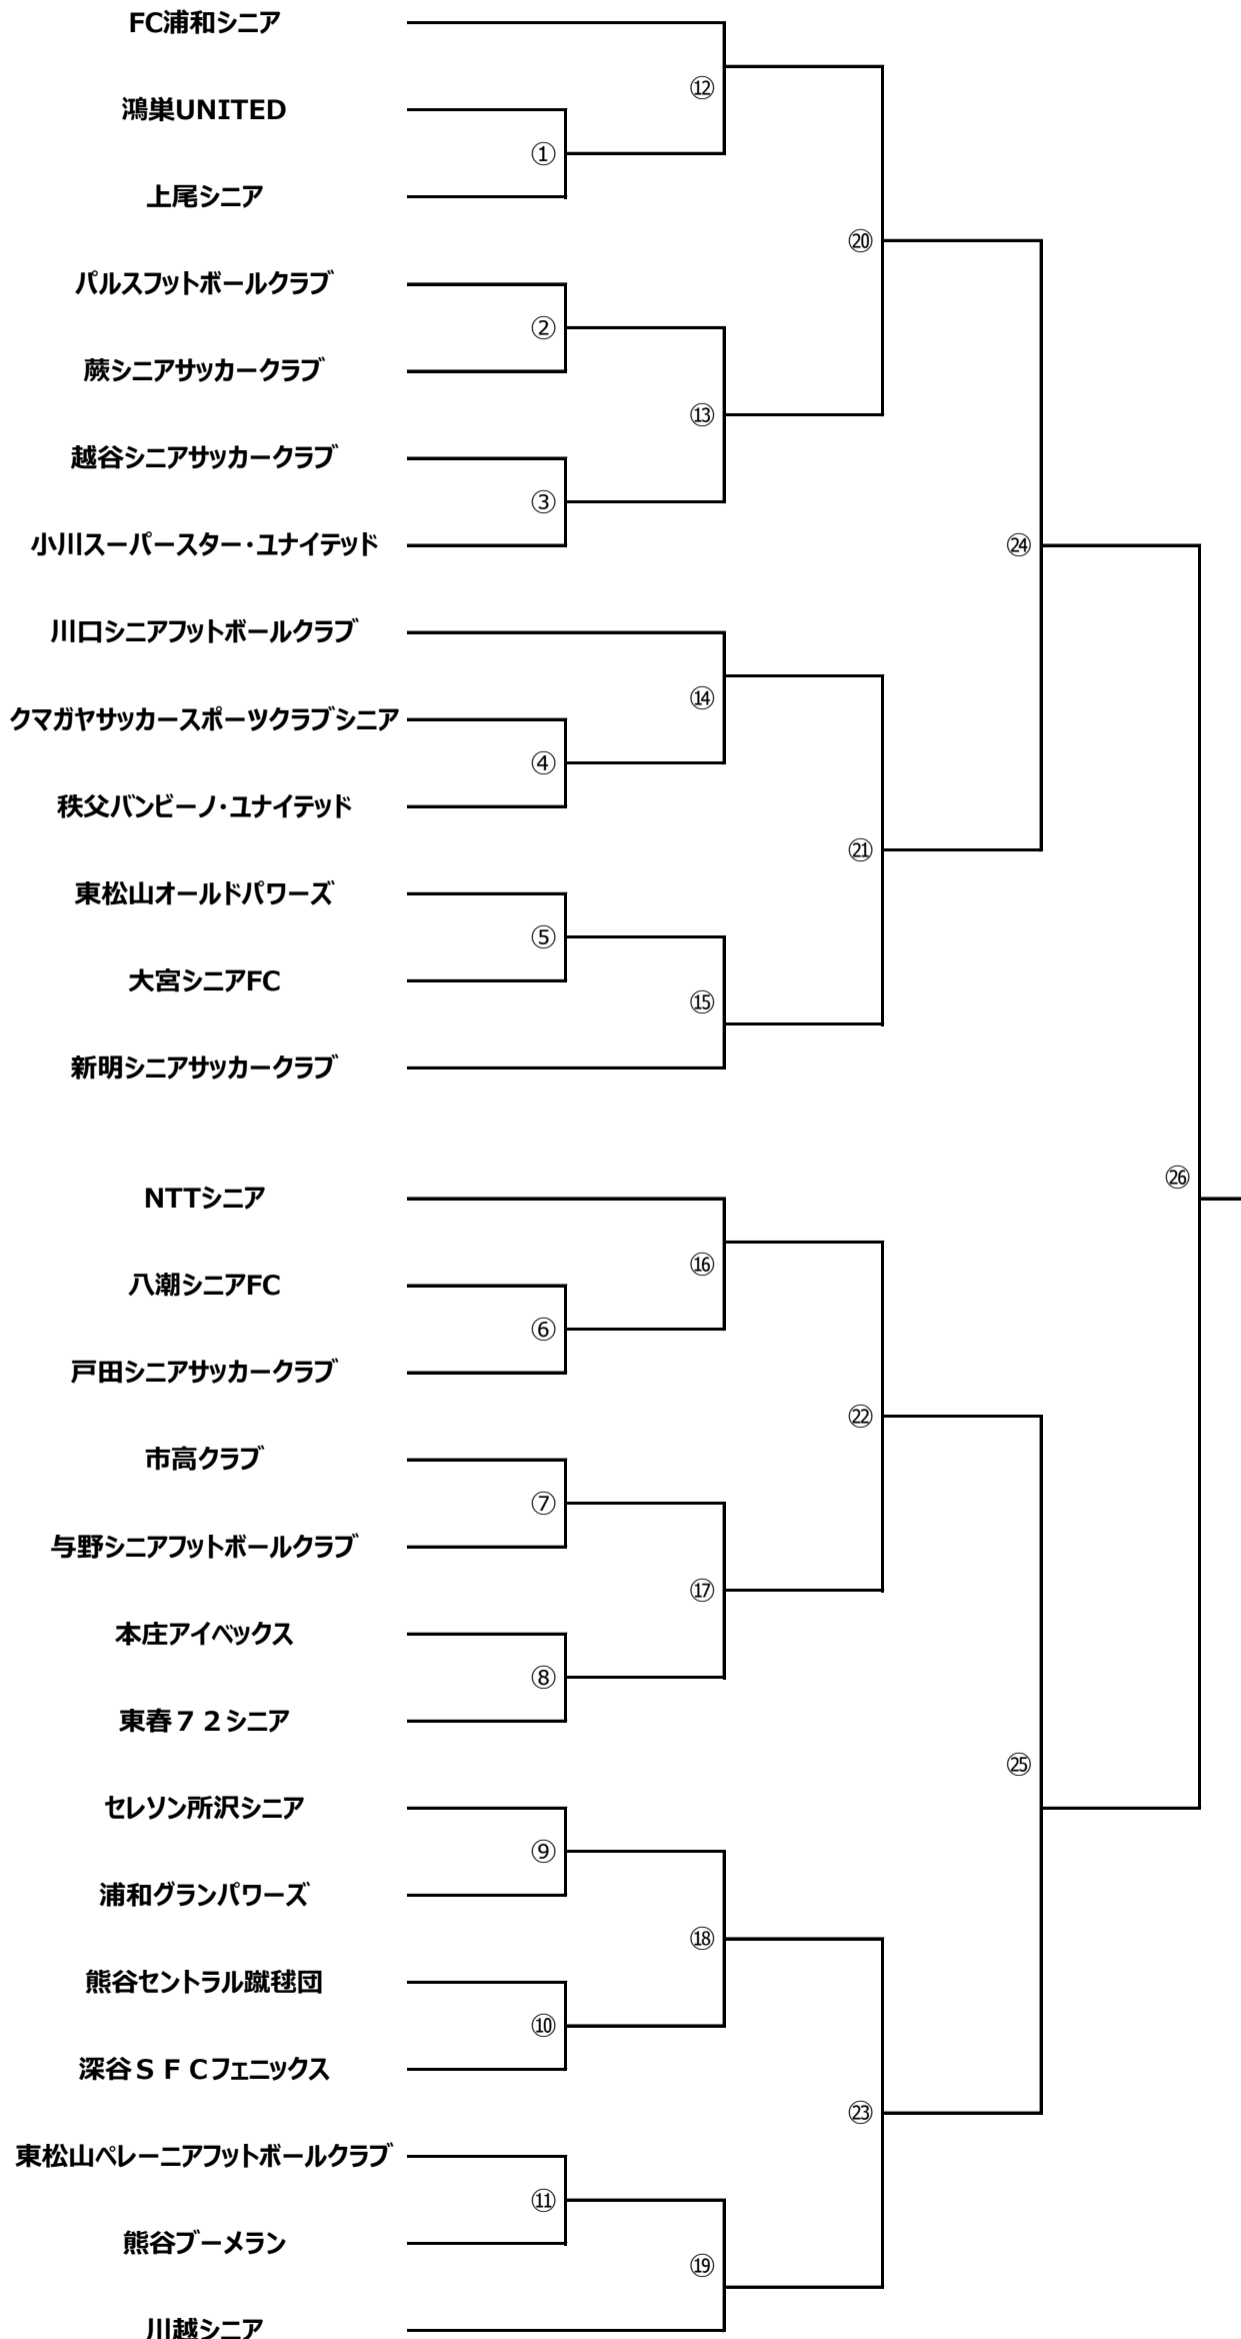 FC浦和シニア
⑫
鴻巣UNITED
①
上尾シニア
⑳
パルスフットボールクラブ
②
蕨シニアサッカークラブ
⑬
越谷シニアサッカークラブ
③
小川スーパースター・ユナイテッド
㉔
川口シニアフットボールクラブ
⑭
クマガヤサッカースポーツクラブシニア
④
秩父バンビーノ・ユナイテッド
㉑
東松山オールドパワーズ
⑤
大宮シニアFC
⑮
新明シニアサッカークラブ
㉖
NTTシニア
⑯
八潮シニアFC
⑥
戸田シニアサッカークラブ
㉒
市高クラブ
⑦
与野シニアフットボールクラブ
⑰
本庄アイベックス
⑧
東春７２シニア
㉕
セレソン所沢シニア
⑨
浦和グランパワーズ
⑱
熊谷セントラル蹴毬団
⑩
深谷ＳＦＣフェニックス
㉓
東松山ペレーニアフットボールクラブ
⑪
熊谷ブーメラン
⑲
川越シニア